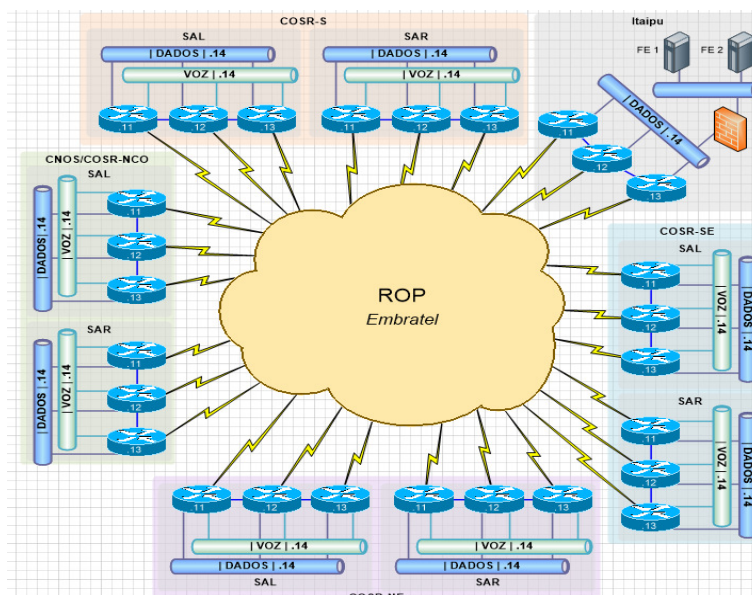 COSR-S
SAL
| DADOS | .14
VOZ | .14
.11
.12
.13
SAR
| DADOS | .14
| VOZ | .14
.11
.12
.13
Itaipu
FE 1
FE 2
| DADOS | .14
.11
.12
.13
CNOS/COSR-NCO
SAL
| DADOS | .14
| VOZ | .14
.11
.12
.13
SAR
| DADOS | .14
| VOZ | .14
.11
.12
.13
ROP
Embratel
COSR-SE
SAL
.11
.12
.13
| VOZ | .14
| DADOS | .14
SAR
.11
.12
.13
| VOZ | .14
| DADOS | .14
.11
.12
.13
| VOZ | .14
| DADOS | .14
SAL
.11
.12
.13
| VOZ | .14
| DADOS | .14
SAR
COSR-NE